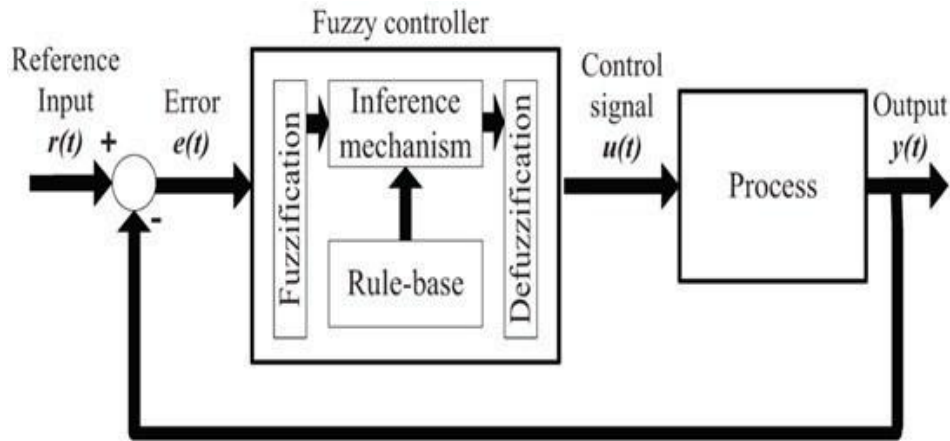 Fuzzy controller
Reference
Input
r(t)
+
-
Error
e(t)
Fuzzification
Inference
mechanism
Rule-base
Defuzzification
Control
signal
u(t)
Process
Output
y(t)